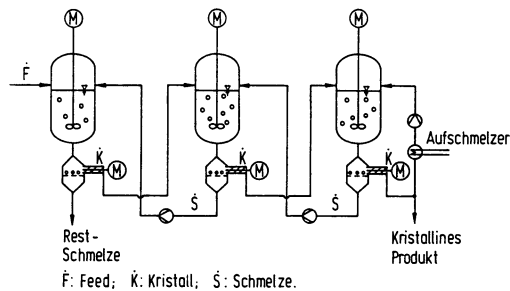 M
M
M
Ḟ
Aufschmelzer
K̇
M
K̇
M
K̇
M
Ṡ
Ṡ
Rest-
Schmelze
Kristallines
Produkt
Ḟ: Feed; K̇: Kristall; Ṡ: Schmelze.